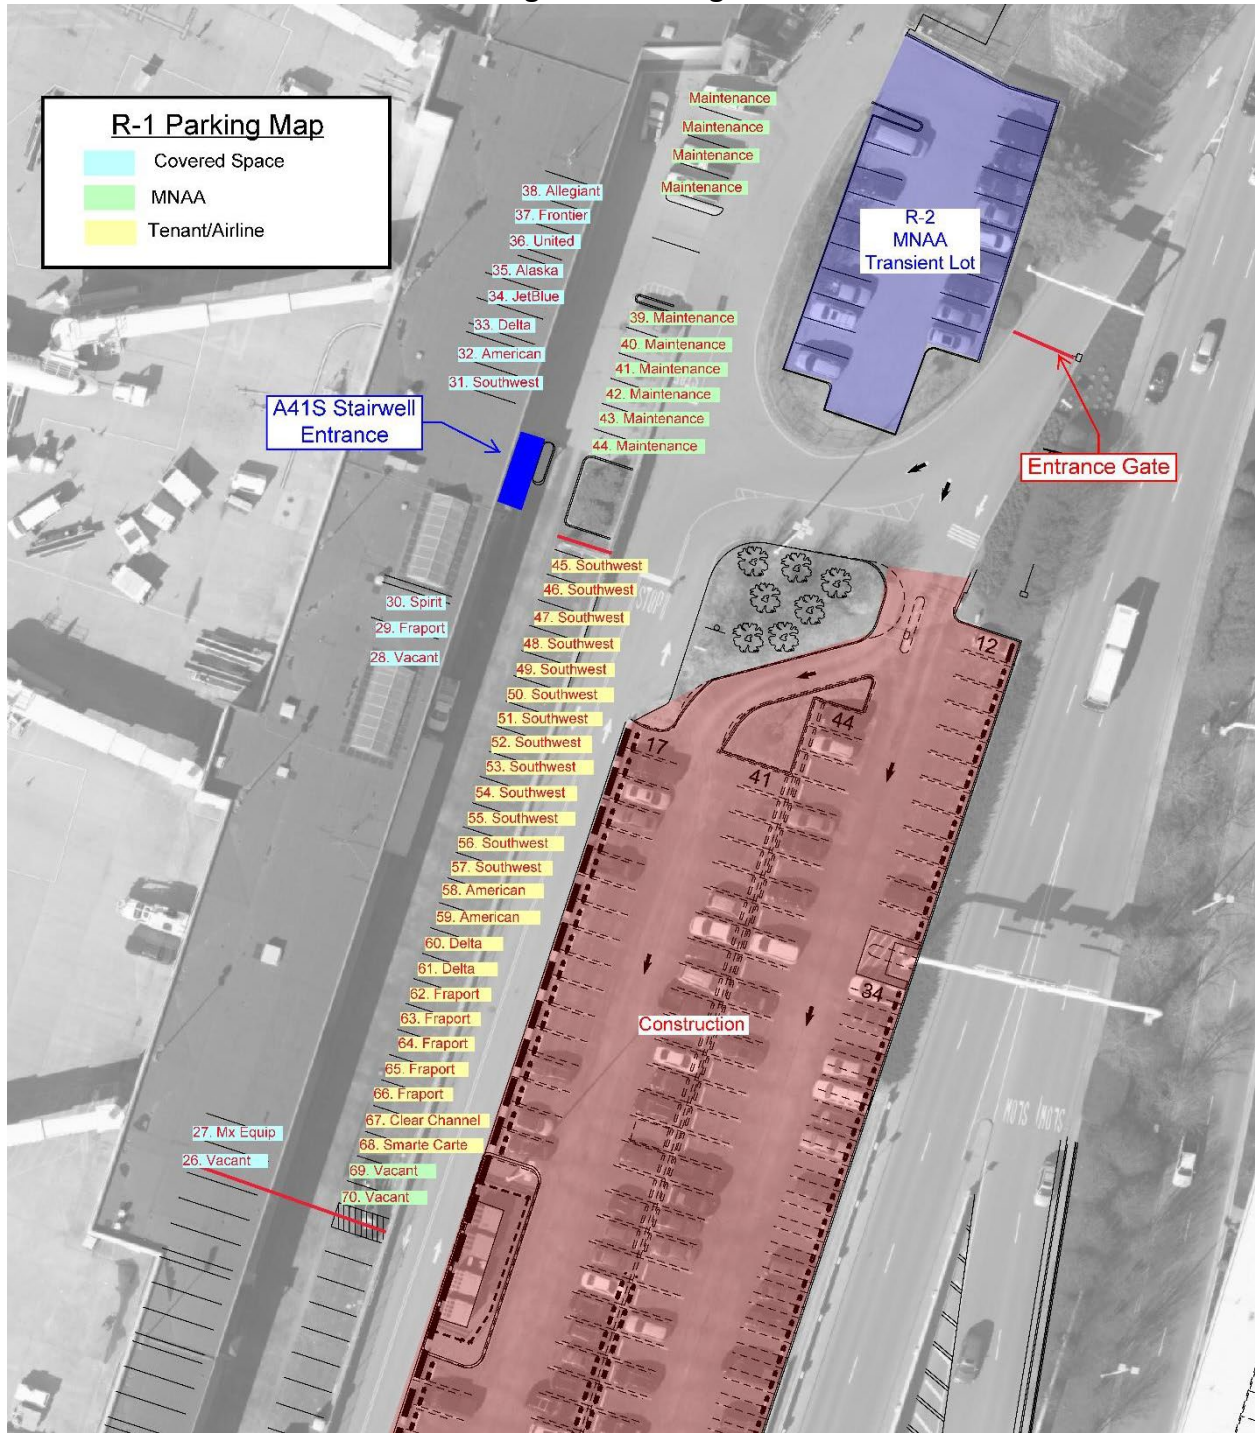 R-1 Parking Map
Covered Space
MNAA
Tenant/Airline
Maintenance
Maintenance
Maintenance
Maintenance
38. Allegiant
37. Frontier
36. United
35. Alaska
34. JetBlue
33. Delta
32. American
31. Southwest
R-2
MNAA
Transient Lot
39. Maintenance
40. Maintenance
41. Maintenance
42. Maintenance
43. Maintenance
44. Maintenance
A41S Stairwell
Entrance
Entrance Gate
45. Southwest
46. Southwest
47. Southwest
48. Southwest
49. Southwest
50. Southwest
51. Southwest
52. Southwest
53. Southwest
54. Southwest
55. Southwest
56. Southwest
57. Southwest
58. American
59. American
60. Delta
61. Delta
62. Fraport
63. Fraport
64. Fraport
65. Fraport
66. Fraport
67. Clear Channel
68. Smarte Carte
69. Vacant
70. Vacant
30. Spirit
29. Fraport
28. Vacant
27. Mx Equip
26. Vacant
STOP
12
17
44
41
34
Construction
SLOW
SLOW